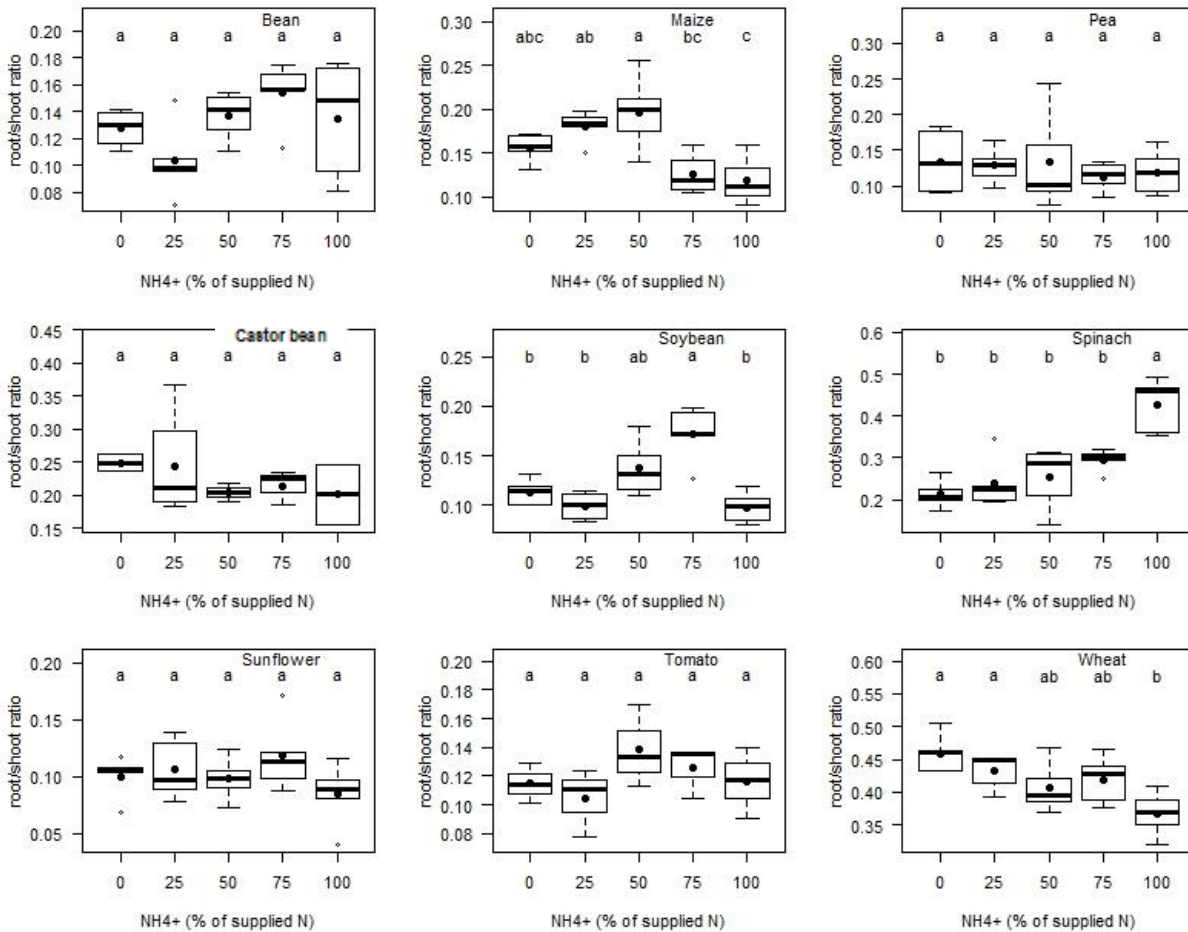 Bean
a a a a a
root/shoot ratio
0.20
0.18
0.16
0.14
0.12
0.10
0.08
0 25 50 75 100
NH4+ (% of supplied N)
Maize
abc ab a bc c
root/shoot ratio
0.30
0.25
0.20
0.15
0.10
0 25 50 75 100
NH4+ (% of supplied N)
Pea
a a a a a
root/shoot ratio
0.30
0.25
0.20
0.15
0.10
0 25 50 75 100
NH4+ (% of supplied N)
Castor bean
a a a a a
root/shoot ratio
0.45
0.40
0.35
0.30
0.25
0.20
0.15
0 25 50 75 100
NH4+ (% of supplied N)
Soybean
b b ab a b
root/shoot ratio
0.25
0.20
0.15
0.10
0 25 50 75 100
NH4+ (% of supplied N)
Spinach
b b b b a
root/shoot ratio
0.6
0.5
0.4
0.3
0.2
0 25 50 75 100
NH4+ (% of supplied N)
Sunflower
a a a a a
root/shoot ratio
0.20
0.15
0.10
0.05
0 25 50 75 100
NH4+ (% of supplied N)
Tomato
a a a a a
root/shoot ratio
0.20
0.18
0.16
0.14
0.12
0.10
0.08
0 25 50 75 100
NH4+ (% of supplied N)
Wheat
a a ab ab b
root/shoot ratio
0.60
0.55
0.50
0.45
0.40
0.35
0 25 50 75 100
NH4+ (% of supplied N)